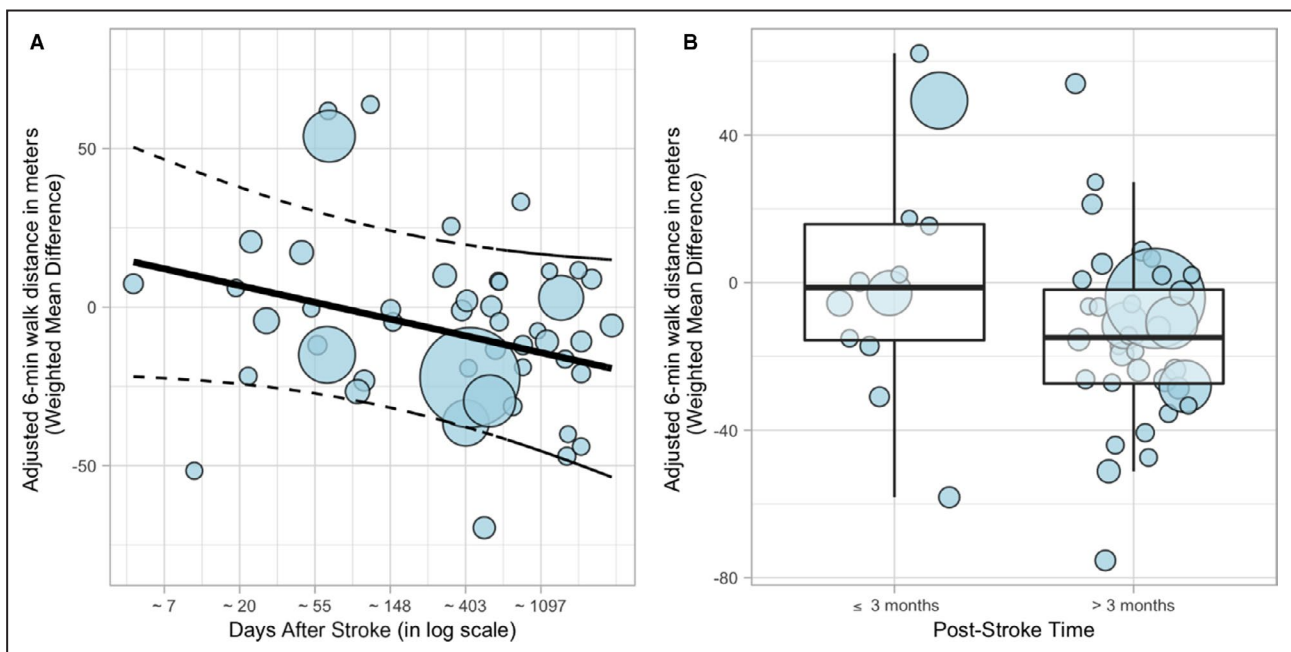 A
Adjusted 6-min walk distance in meters
(Weighted Mean Difference)
50
0
-50
~ 7
~ 20
~ 55
~ 148
~ 403
~ 1097
Days After Stroke (in log scale)
B
Adjusted 6-min walk distance in meters
(Weighted Mean Difference)
40
0
-40
-80
≤ 3 months
> 3 months
Post-Stroke Time